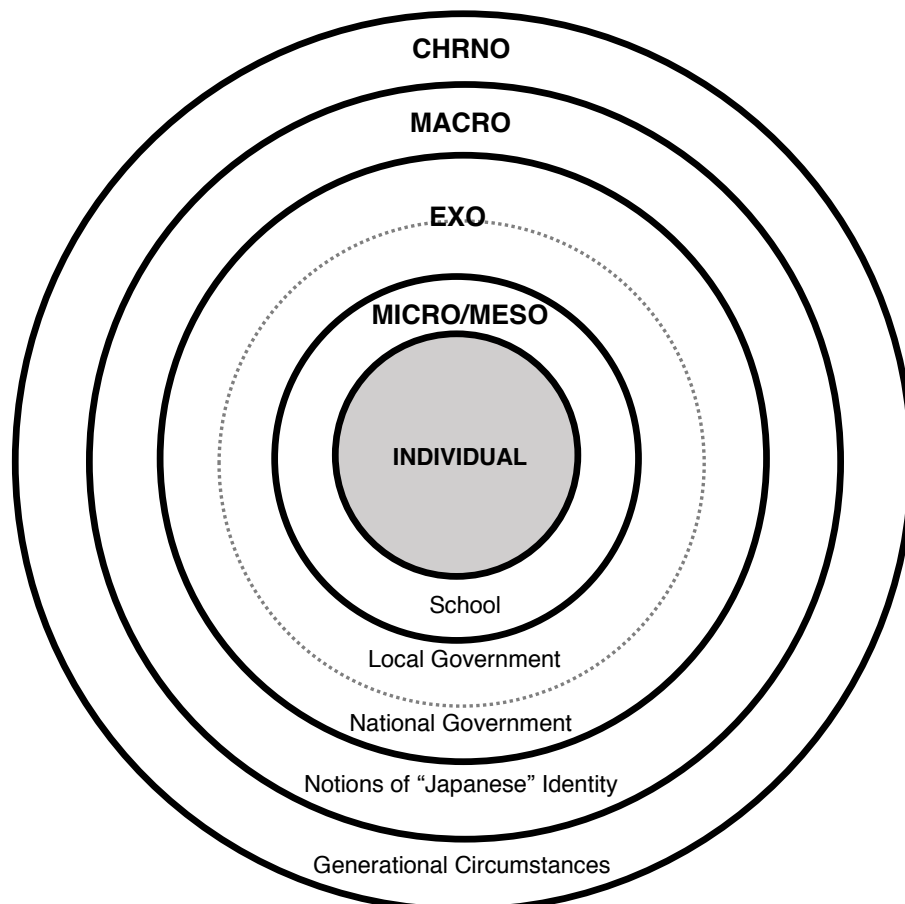 CHRNO
MACRO
EXO
MICRO/MESO
INDIVIDUAL
School
Local Government
National Government
Notions of “Japanese” Identity
Generational Circumstances